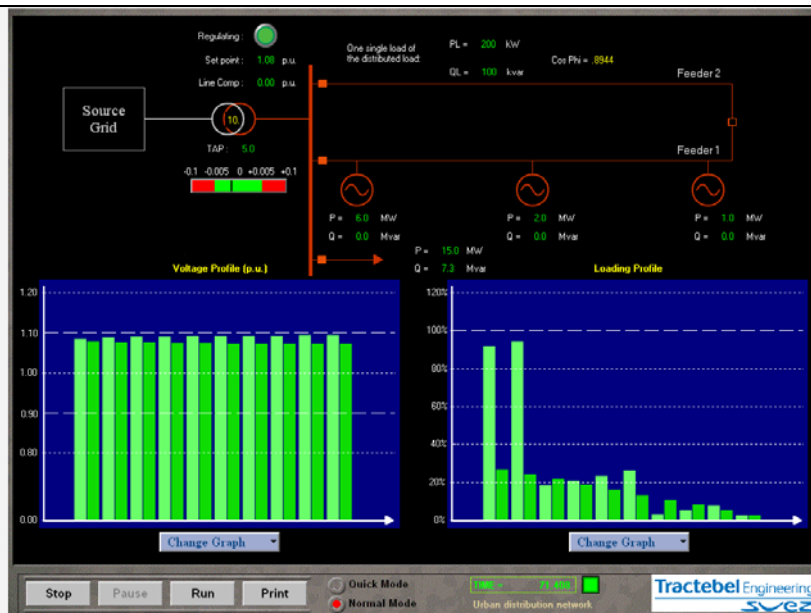 Regulating :
Set point : 1.08 p.u.
Line Comp : 0.00 p.u.
One single load of
the distributed load:
PL = 200 kW
QL = 100 kvar
Cos Phi = .8944
Feeder 2
Source
Grid
10.
TAP : 5.0
Feeder 1
-0.1 -0.005 0 +0.005 +0.1
P = 6.0 MW
Q = 0.0 Mvar
P = 2.0 MW
Q = 0.0 Mvar
P = 1.0 MW
Q = 0.0 Mvar
P = 15.0 MW
Q = 7.3 Mvar
Voltage Profile (p.u.)
1.20
1.10
1.00
0.90
0.80
0.00
Change Graph
Loading Profile
120%
100%
80%
60%
40%
20%
0%
Change Graph
Stop
Pause
Run
Print
Quick Mode
Normal Mode
TIME =
Urban distribution network
Tractebel Engineering